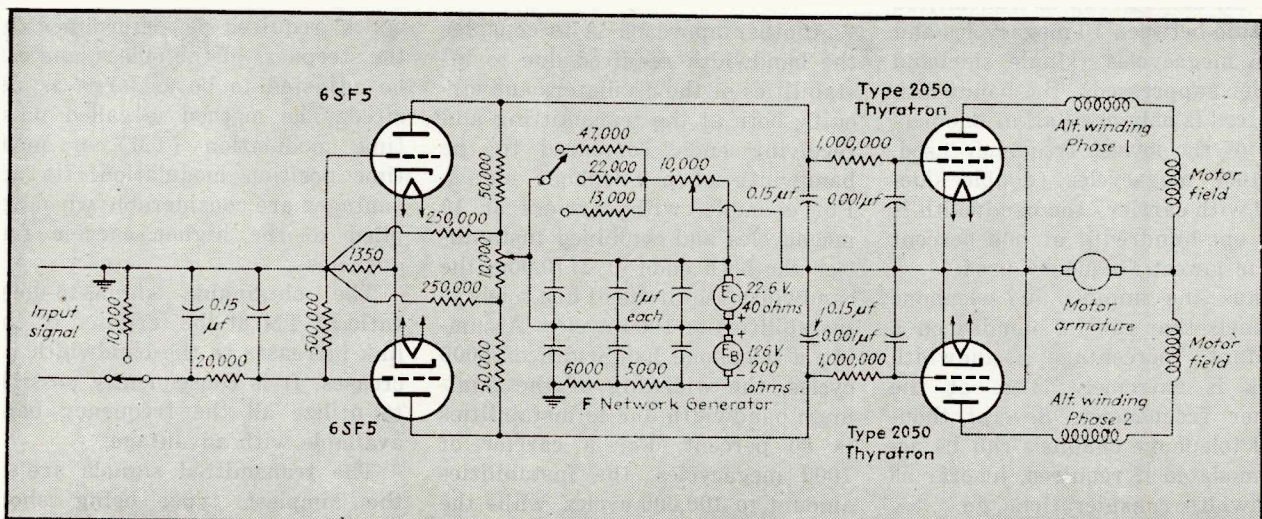 6SF5
Type 2050
Thyratron
Alt. winding
Phase 1
47,000
22,000
13,000
10,000
1,000,000
0.15μf
0.001μf
50,000
250,000
1350
10,000
250,000
50,000
Motor
field
Input
signal
10,000
0.15
μf
20,000
500,000
1μf
each
EC
22.6 V.
40 ohms
+
+
EB
126 V.
200
ohms
6000
5000
F Network Generator
0.15μf
0.001μf
1,000,000
Motor
armature
Motor
field
Alt. winding
Phase 2
6SF5
Type 2050
Thyratron